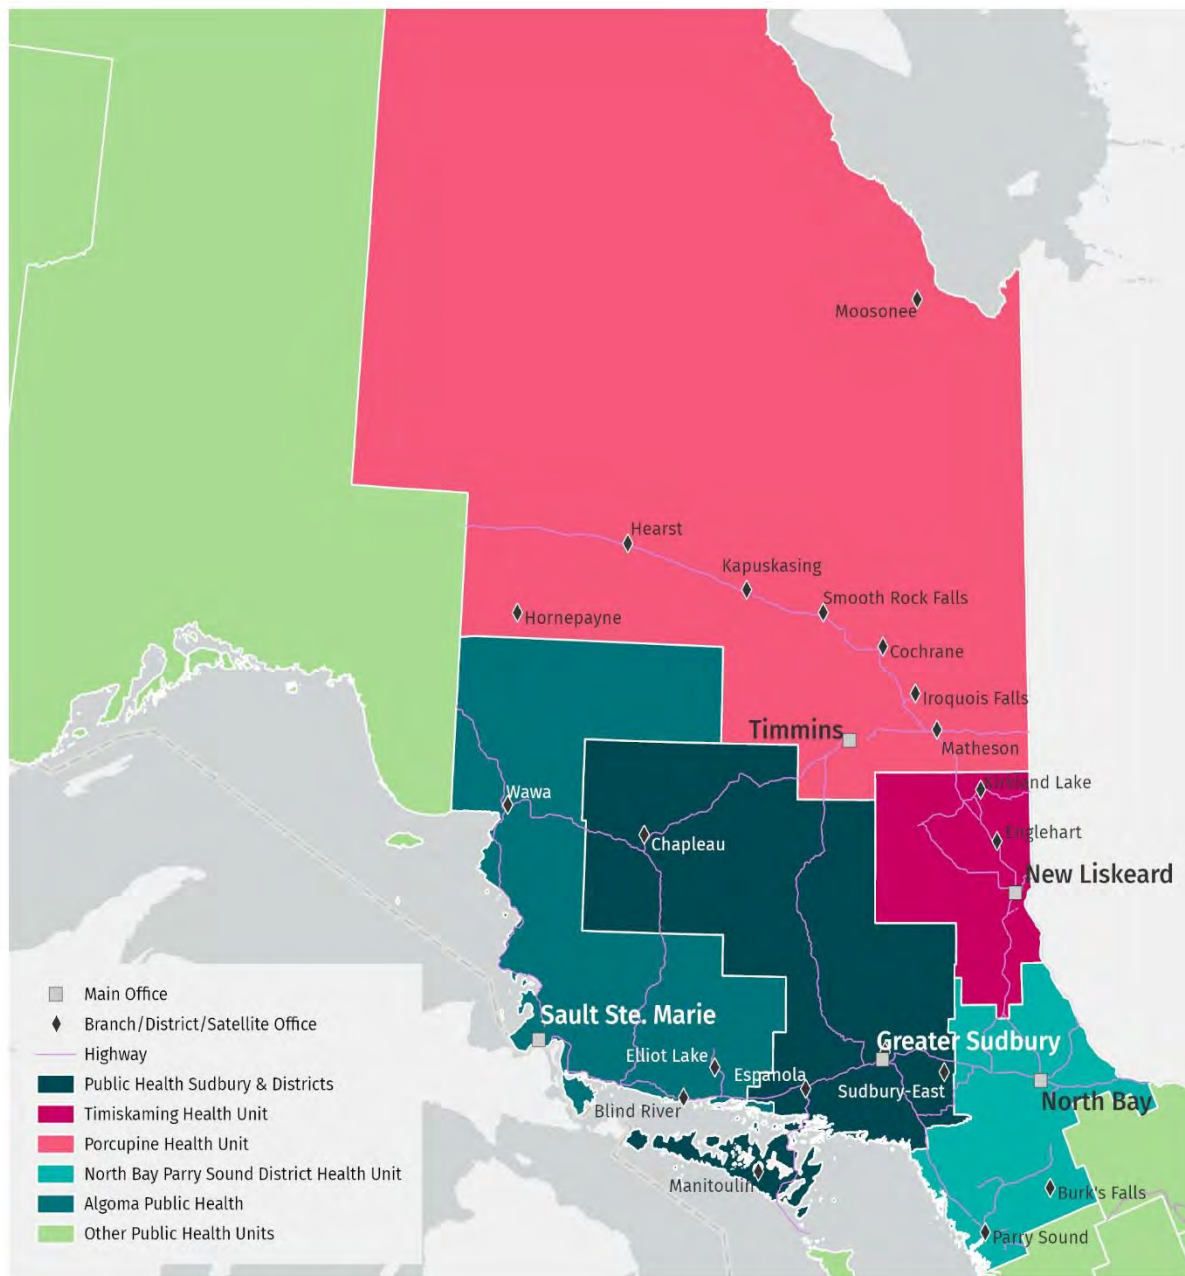 Moosonee
Hearst
Kapuskasing
Smooth Rock Falls
Hornepayne
Cochrane
Iroquois Falls
Timmins
Matheson
Kirkland Lake
Wawa
Englehart
Chapleau
New Liskeard
Main Office
Sault Ste. Marie
Branch/District/Satellite Office
Greater Sudbury
Highway
Elliot Lake
Espanola
Public Health Sudbury & Districts
Sudbury-East
Timiskaming Health Unit
Blind River
North Bay
Porcupine Health Unit
North Bay Parry Sound District Health Unit
Manitoulin
Burk's Falls
Algoma Public Health
Other Public Health Units
Parry Sound